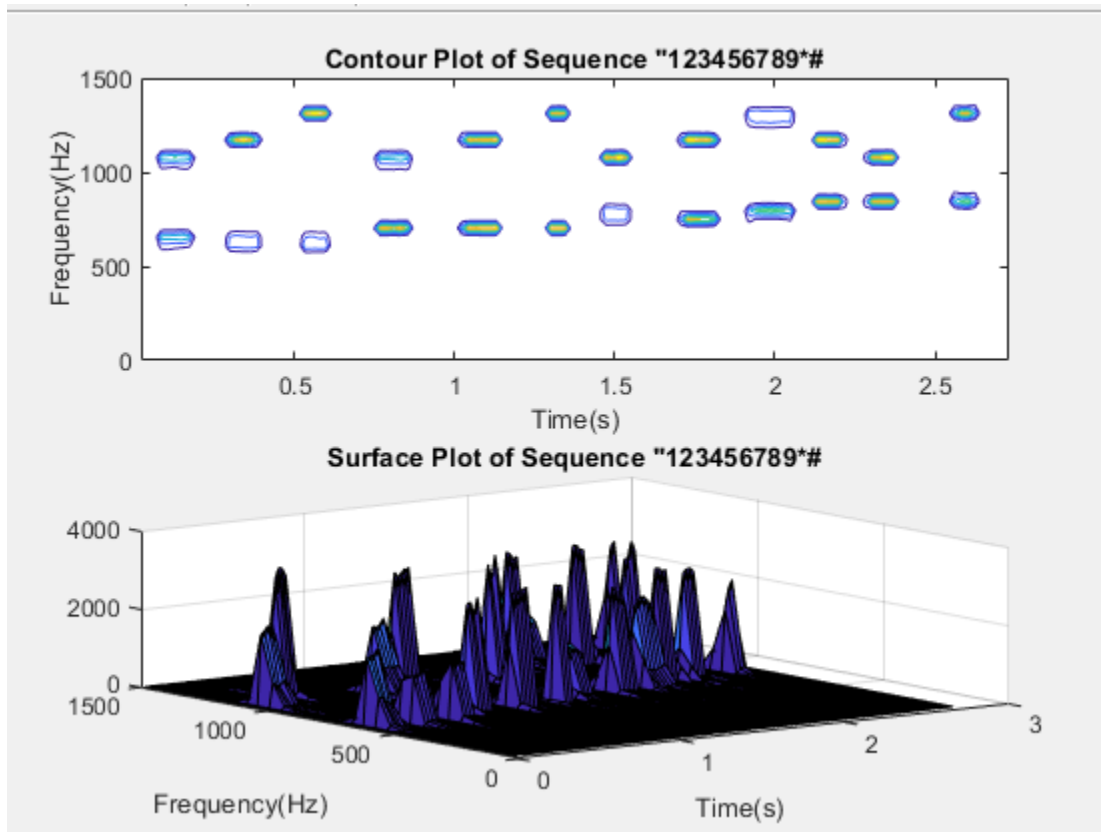 Contour Plot of Sequence "123456789*#
1500
1000
500
0
Frequency(Hz)
0.5 1 1.5 2 2.5
Time(s)
Surface Plot of Sequence "123456789*#
4000
2000
0
1500
1000
500
0
0
1
2
3
Frequency(Hz)
Time(s)